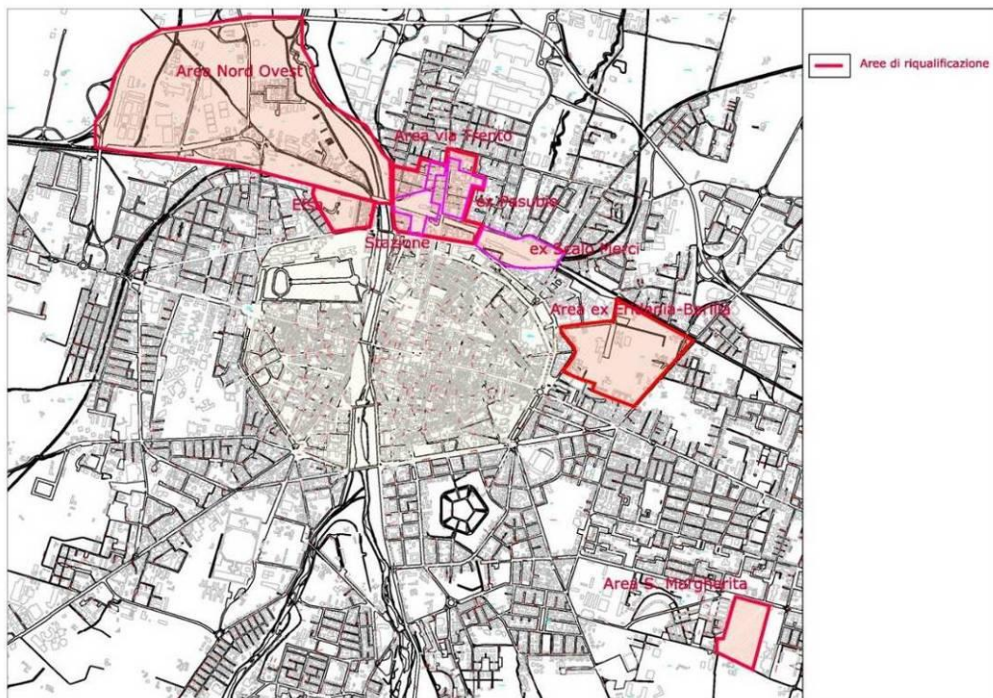 Aree di riqualificazione
Area Nord Ovest
Area via Trento
Efsa
ex Pasubio
Stazione
ex Scalo Merci
Area ex Eridania-Barilla
Area S. Margherita